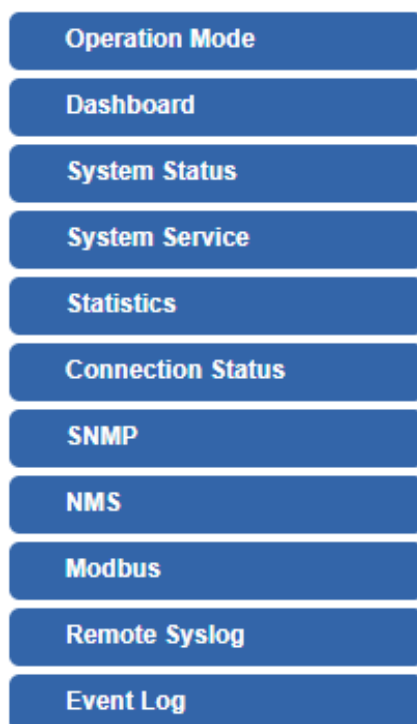 Operation Mode
Dashboard
System Status
System Service
Statistics
Connection Status
SNMP
NMS
Modbus
Remote Syslog
Event Log